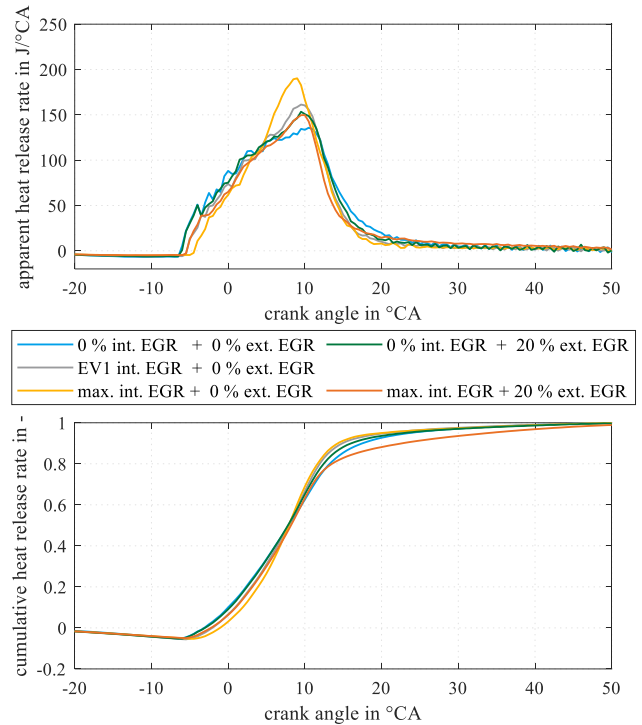 apparent heat release rate in J/°CA
250
200
150
100
50
0
-20 -10 0 10 20 30 40 50
crank angle in °CA
0 % int. EGR + 0 % ext. EGR 0 % int. EGR + 20 % ext. EGR
EV1 int. EGR + 0 % ext. EGR
max. int. EGR + 0 % ext. EGR max. int. EGR + 20 % ext. EGR
cumulative heat release rate in -
1
0.8
0.6
0.4
0.2
0
-0.2
-20 -10 0 10 20 30 40 50
crank angle in °CA